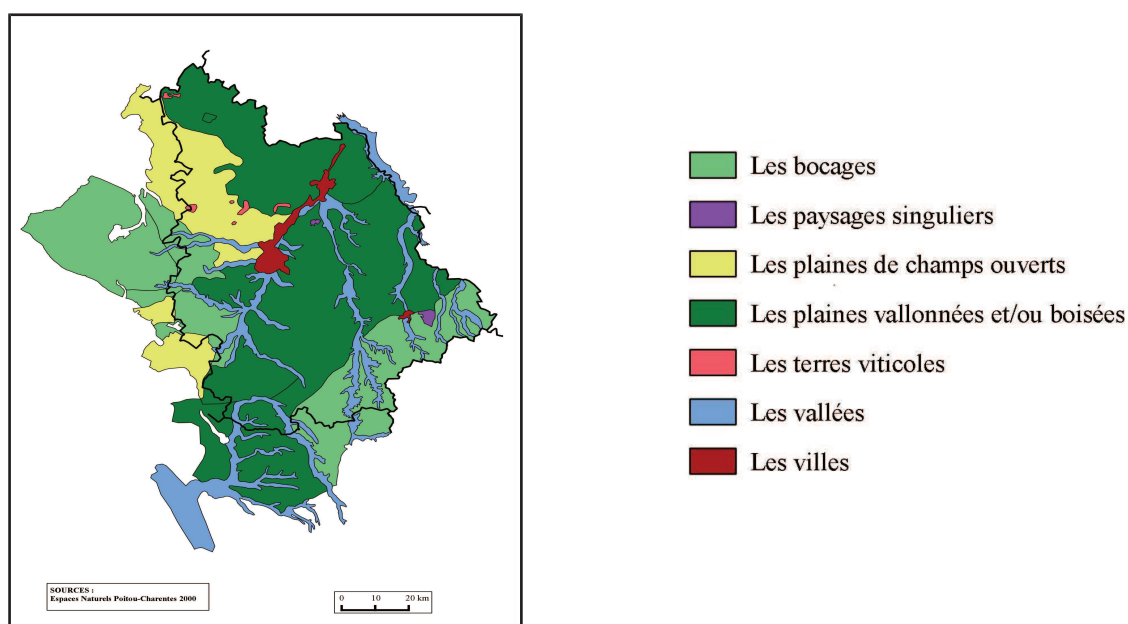 Les bocages
Les paysages singuliers
Les plaines de champs ouverts
Les plaines vallonnées et/ou boisées
Les terres viticoles
Les vallées
Les villes
SOURCES :
Espaces Naturels Poitou-Charentes 2000
0 10 20 km